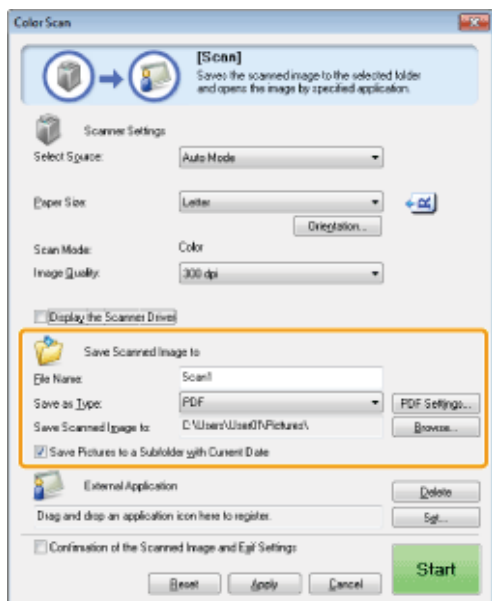 Color Scan
[Scan]
Saves the scanned image to the selected folder
and opens the image by specified application.
Scanner Settings
Select Source: Auto Mode
Paper Size: Letter
Orientation...
Scan Mode: Color
Image Quality: 300 dpi
Display the Scanner Driver
Save Scanned Image to
File Name: Scan1
Save as Type: PDF PDF Settings...
Save Scanned Image to: C:\Users\User01\Pictures\ Browse...
Save Pictures to a Subfolder with Current Date
External Application Delete
Drag and drop an application icon here to register. Set...
Confirmation of the Scanned Image and Exif Settings
Start
Reset Apply Cancel